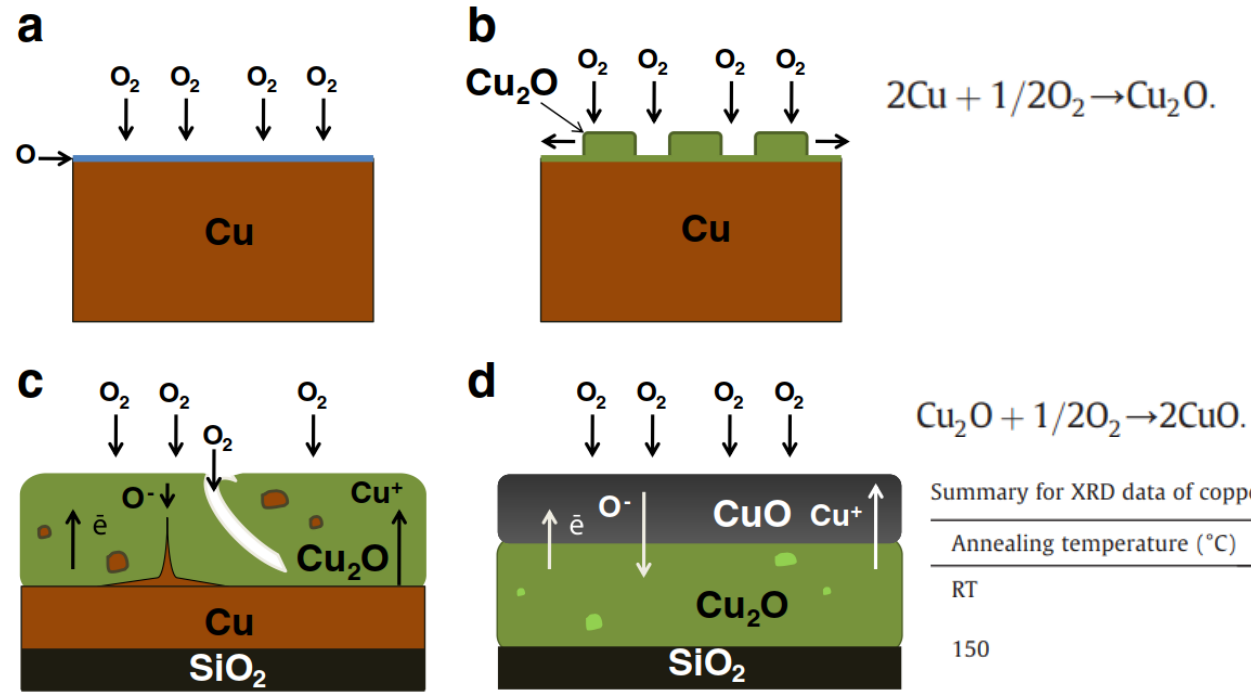 a
O₂ O₂ O₂ O₂
O
Cu
b
O₂ O₂ O₂ O₂
Cu₂O
Cu
2Cu + 1/2O₂→Cu₂O.
c
O₂ O₂ O₂
O₂
O⁻ Cu⁺
ē
Cu₂O
Cu
SiO₂
d
O₂ O₂ O₂ O₂
O⁻ CuO Cu⁺
ē
Cu₂O
SiO₂
Cu₂O + 1/2O₂→2CuO.
Summary for XRD data of coppe
Annealing temperature (°C)
RT
150